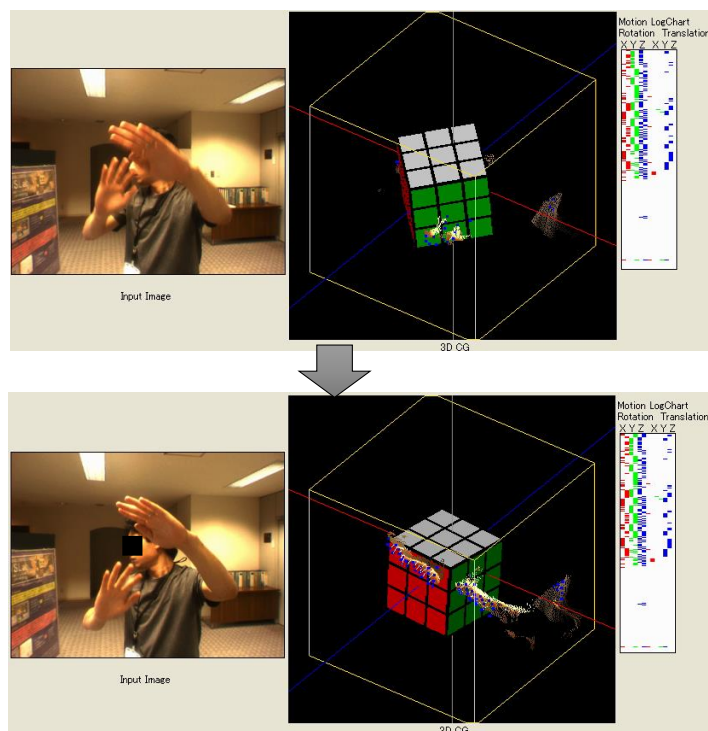 Motion LogChart
Rotation Translation
X Y Z X Y Z
Input Image
3D CG
Motion LogChart
Rotation Translation
X Y Z X Y Z
Input Image
3D CG